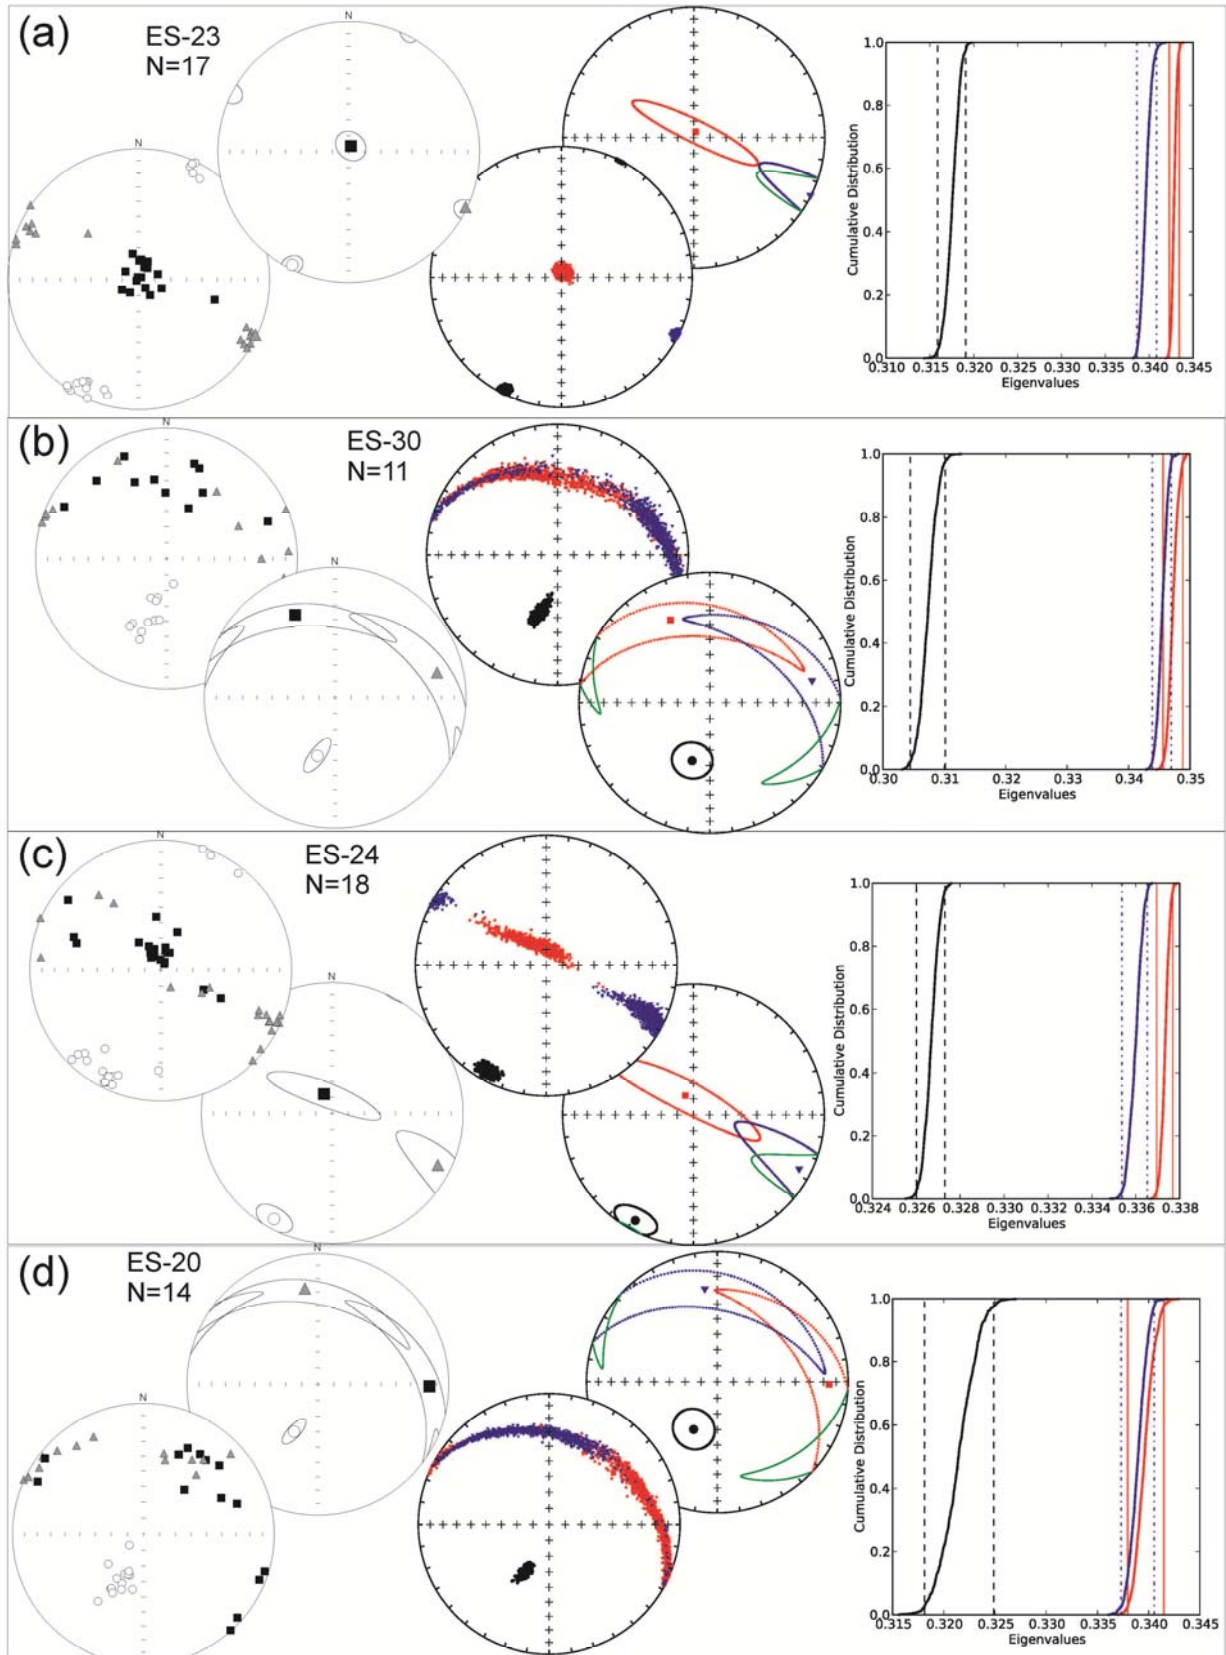 (a)
ES-23
N=17
N
N
Cumulative Distribution
1.0
0.8
0.6
0.4
0.2
0.0
0.310 0.315 0.320 0.325 0.330 0.335 0.340 0.345
Eigenvalues
(b)
ES-30
N=11
N
N
Cumulative Distribution
1.0
0.8
0.6
0.4
0.2
0.0
0.30 0.31 0.32 0.33 0.34 0.35
Eigenvalues
(c)
ES-24
N=18
N
N
Cumulative Distribution
1.0
0.8
0.6
0.4
0.2
0.0
0.324 0.326 0.328 0.330 0.332 0.334 0.336 0.338
Eigenvalues
(d)
ES-20
N=14
N
N
Cumulative Distribution
1.0
0.8
0.6
0.4
0.2
0.0
0.315 0.320 0.325 0.330 0.335 0.340 0.345
Eigenvalues